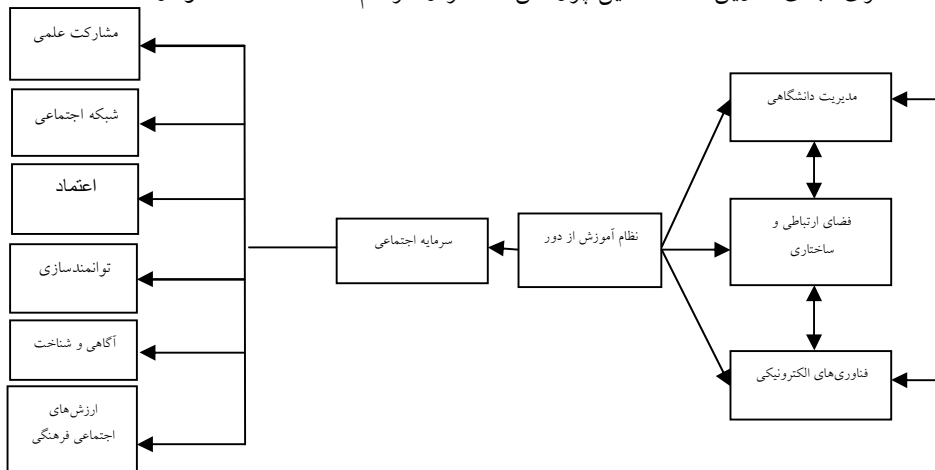 مدیریت دانشگاهی
فضای ارتباطی و
ساختاری
فناوری‌های الکترونیکی
نظام آموزش از دور
سرمایه اجتماعی
مشارکت علمی
شبکه اجتماعی
اعتماد
توانمندسازی
آگاهی و شناخت
ارزش‌های
اجتماعی فرهنگی